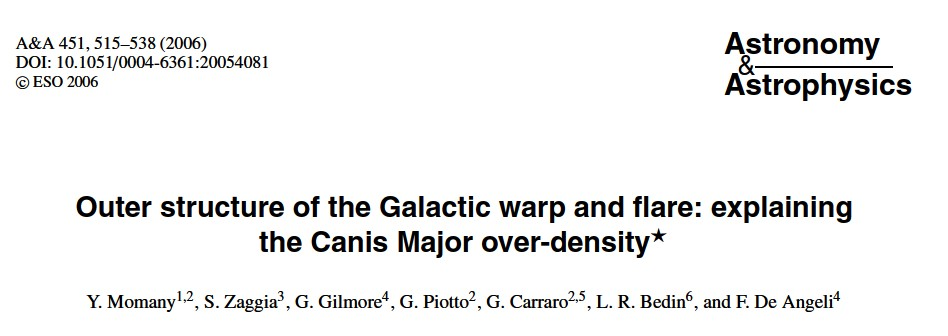 A&A 451, 515–538 (2006)
DOI: 10.1051/0004-6361:20054081
© ESO 2006
Astronomy
&
Astrophysics
Outer structure of the Galactic warp and flare: explaining
the Canis Major over-density★
Y. Momany1,2, S. Zaggia3, G. Gilmore4, G. Piotto2, G. Carraro2,5, L. R. Bedin6, and F. De Angeli4